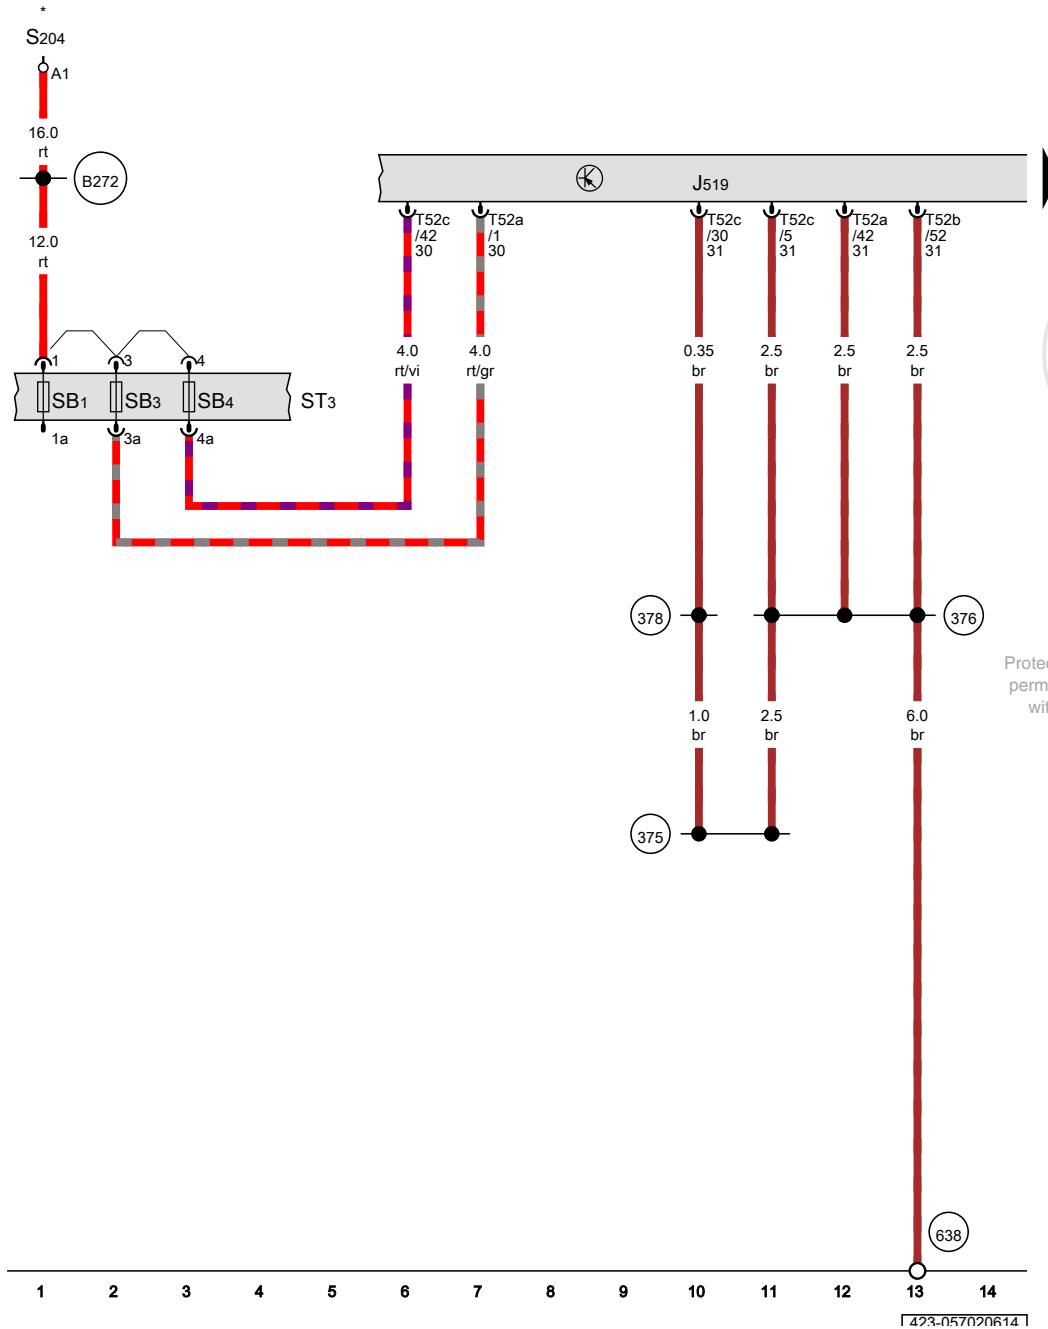 *
S204
A1
16.0
rt
B272
12.0
rt
J519
T52c
/42
30
T52a
/1
30
T52c
/30
31
T52c
/5
31
T52a
/42
31
T52b
/52
31
1
3
4
SB1
SB3
SB4
ST3
1a
3a
4a
4.0
rt/vi
4.0
rt/gr
0.35
br
2.5
br
2.5
br
2.5
br
378
376
Protec
perm
wit
1.0
br
2.5
br
6.0
br
375
638
1 2 3 4 5 6 7 8 9 10 11 12 13 14
423-057020614